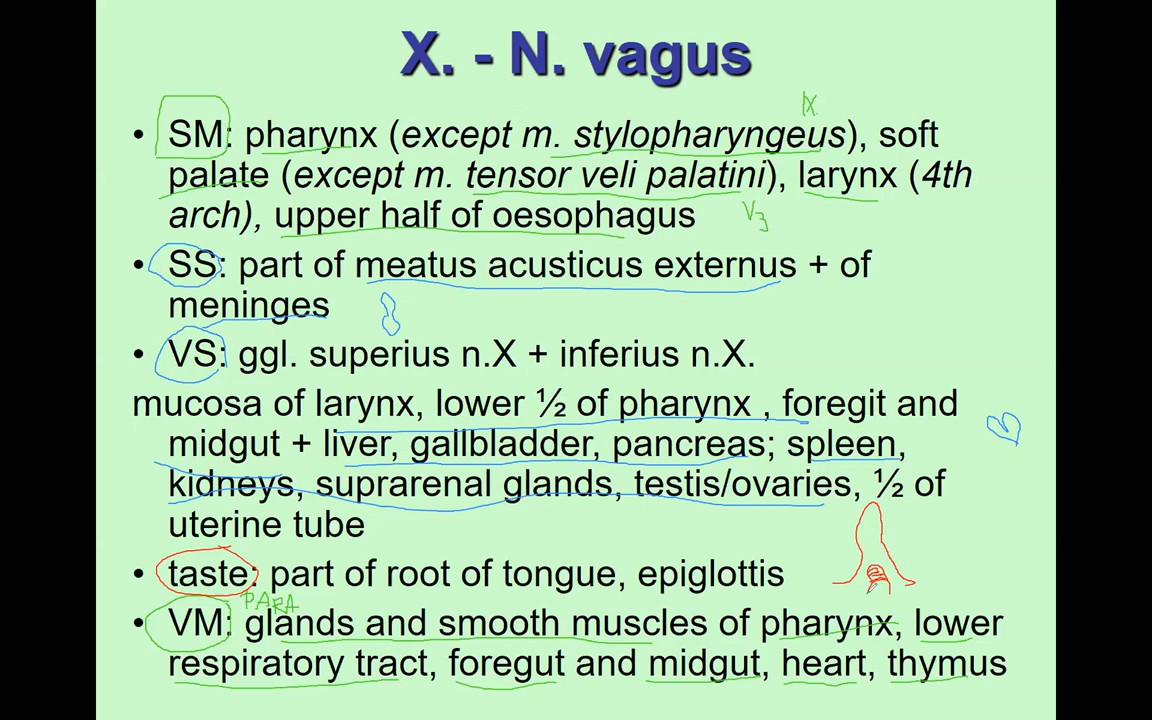 X. - N. vagus
IX
• SM: pharynx (except m. stylopharyngeus), soft
palate (except m. tensor veli palatini), larynx (4th
arch), upper half of oesophagus
V3
• SS: part of meatus acusticus externus + of
meninges
• VS: ggl. superius n.X + inferius n.X.
mucosa of larynx, lower ½ of pharynx , foregit and
midgut + liver, gallbladder, pancreas; spleen,
kidneys, suprarenal glands, testis/ovaries, ½ of
uterine tube
• taste: part of root of tongue, epiglottis
PARA
• VM: glands and smooth muscles of pharynx, lower
respiratory tract, foregut and midgut, heart, thymus